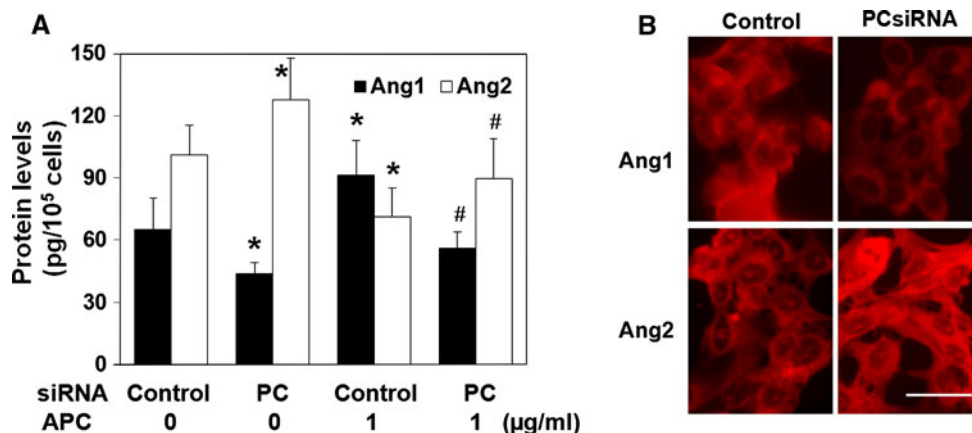 A
Protein levels
(pg/10⁵ cells)
150
120
90
60
30
0
Ang1 Ang2
*
*
*
*
#
#
siRNA Control PC Control PC
APC 0 0 1 1 (µg/ml)
B
Control PCsiRNA
Ang1
Ang2